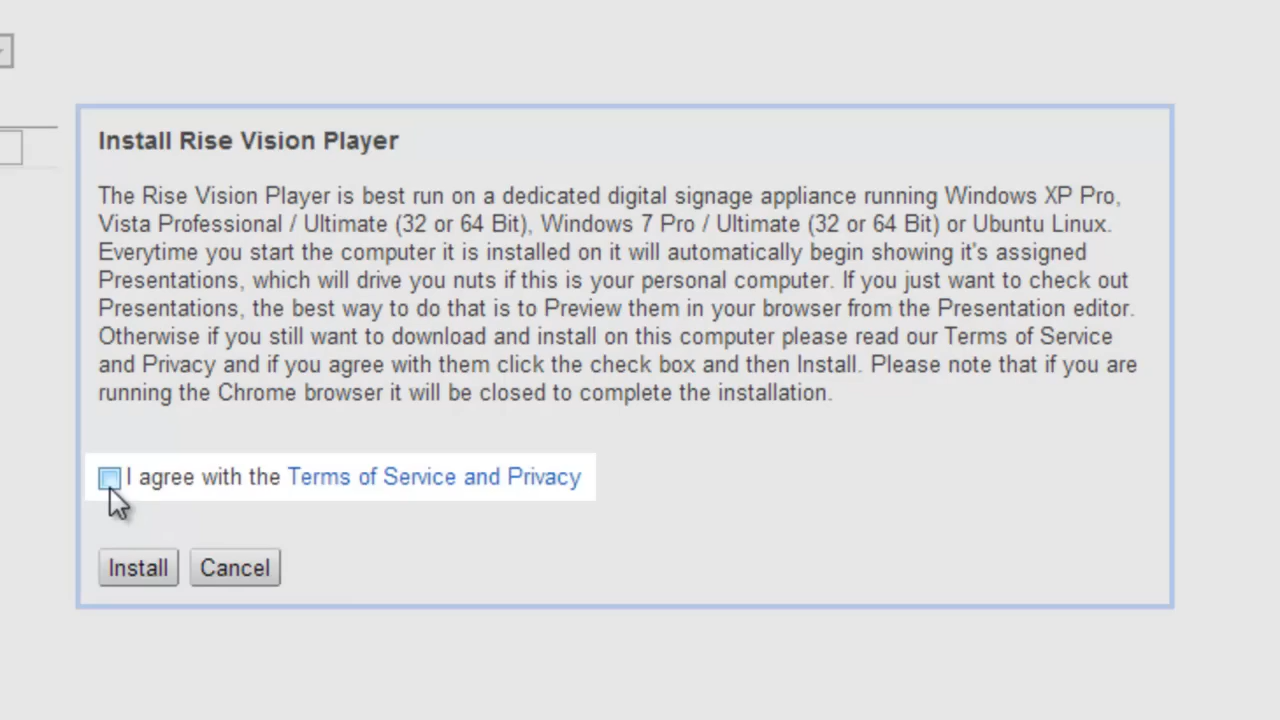 Install Rise Vision Player
The Rise Vision Player is best run on a dedicated digital signage appliance running Windows XP Pro,
Vista Professional / Ultimate (32 or 64 Bit), Windows 7 Pro / Ultimate (32 or 64 Bit) or Ubuntu Linux.
Everytime you start the computer it is installed on it will automatically begin showing it's assigned
Presentations, which will drive you nuts if this is your personal computer. If you just want to check out
Presentations, the best way to do that is to Preview them in your browser from the Presentation editor.
Otherwise if you still want to download and install on this computer please read our Terms of Service
and Privacy and if you agree with them click the check box and then Install. Please note that if you are
running the Chrome browser it will be closed to complete the installation.
I agree with the Terms of Service and Privacy
Install Cancel